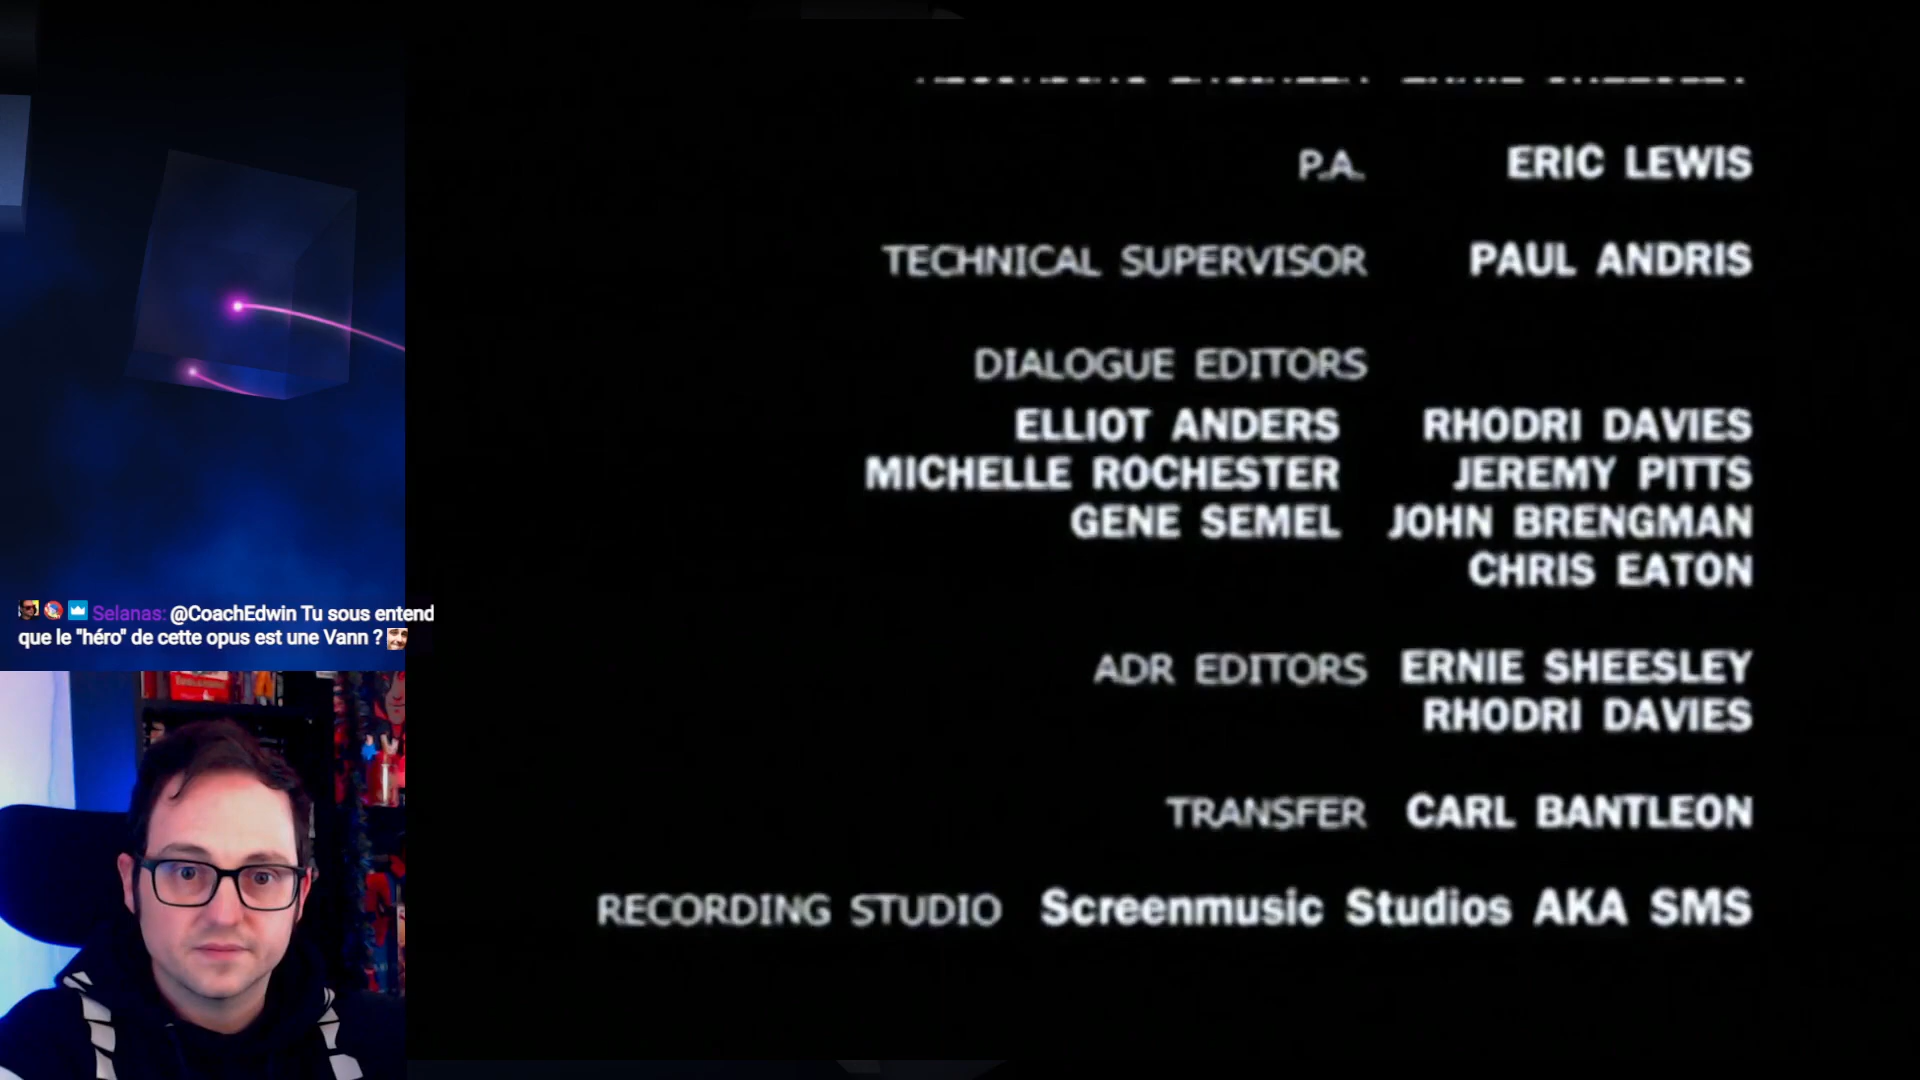 P.A. ERIC LEWIS
TECHNICAL SUPERVISOR PAUL ANDRIS
DIALOGUE EDITORS
ELLIOT ANDERS RHODRI DAVIES
MICHELLE ROCHESTER JEREMY PITTS
GENE SEMEL JOHN BRENGMAN
CHRIS EATON
ADR EDITORS ERNIE SHEESLEY
RHODRI DAVIES
TRANSFER CARL BANTLEON
RECORDING STUDIO Screenmusic Studios AKA SMS
Selanas: @CoachEdwin Tu sous entend
que le "héro" de cette opus est une Vann ?